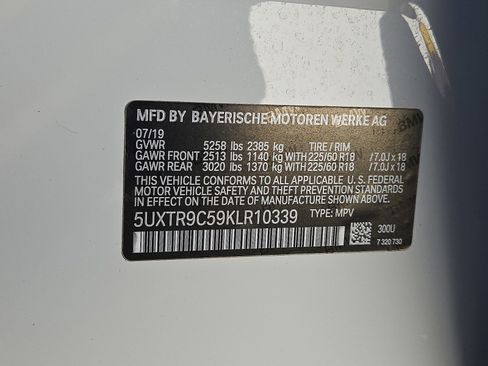 MFD BY BAYERISCHE MOTOREN WERKE AG
07/19
GVWR 5258 lbs 2385 kg TIRE / RIM
GAWR FRONT 2513 lbs 1140 kg WITH 225/60 R18 /7.0J x 18
GAWR REAR 3020 lbs 1370 kg WITH 225/60 R18 /7.0J x 18
THIS VEHICLE CONFORMS TO ALL APPLICABLE U.S. FEDERAL
MOTOR VEHICLE SAFETY AND THEFT PREVENTION STANDARDS
IN EFFECT ON THE DATE OF MANUFACTURE SHOWN ABOVE.
5UXTR9C59KLR10339 TYPE: MPV
300U
7 320 730